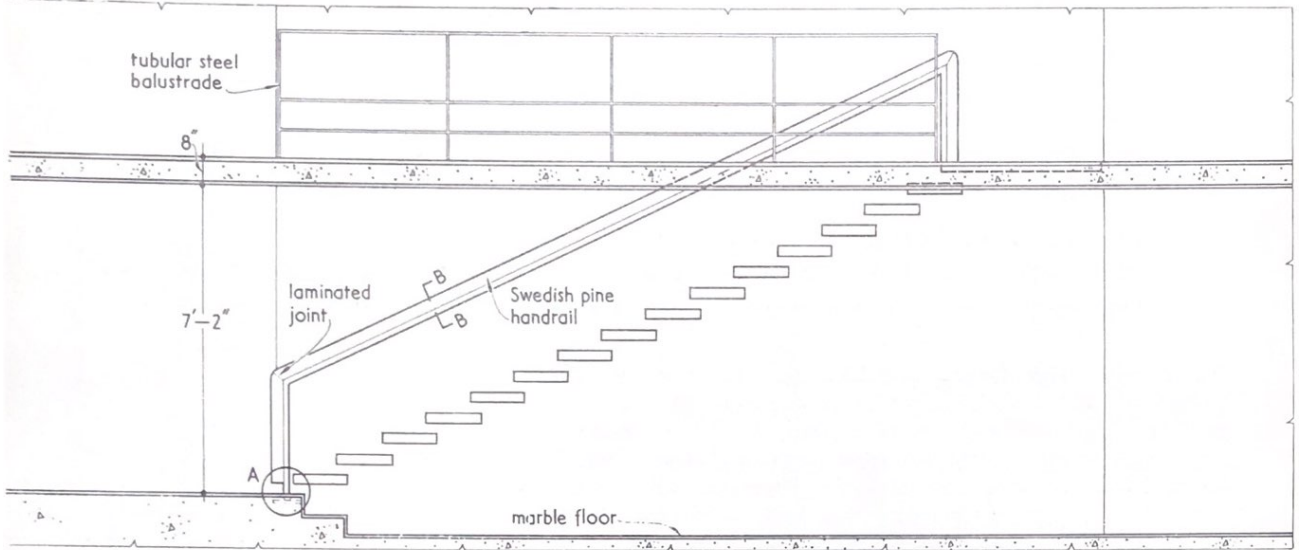 tubular steel
balustrade
8"
B
laminated
joint
Swedish pine
handrail
B
7'-2"
A
marble floor